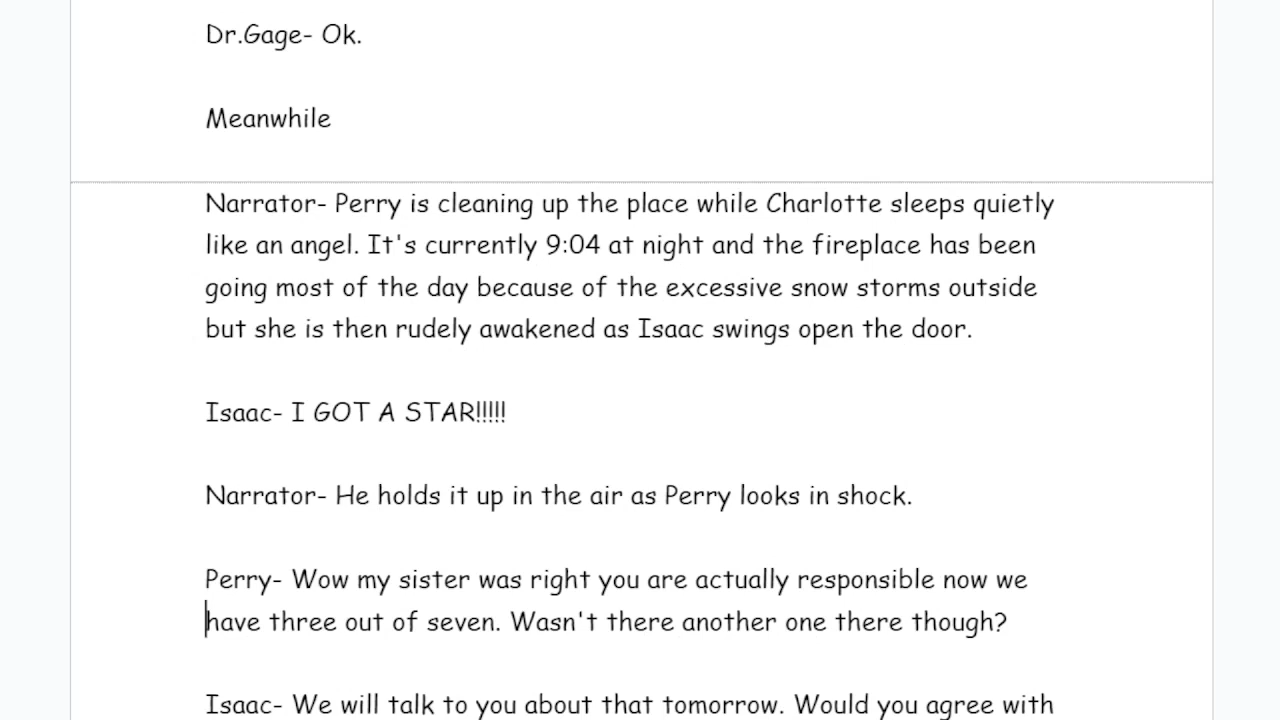 Dr.Gage- Ok.
Meanwhile
Narrator- Perry is cleaning up the place while Charlotte sleeps quietly
like an angel. It's currently 9:04 at night and the fireplace has been
going most of the day because of the excessive snow storms outside
but she is then rudely awakened as Isaac swings open the door.
Isaac- I GOT A STAR!!!!!
Narrator- He holds it up in the air as Perry looks in shock.
Perry- Wow my sister was right you are actually responsible now we
have three out of seven. Wasn't there another one there though?
Isaac- We will talk to you about that tomorrow. Would you agree with